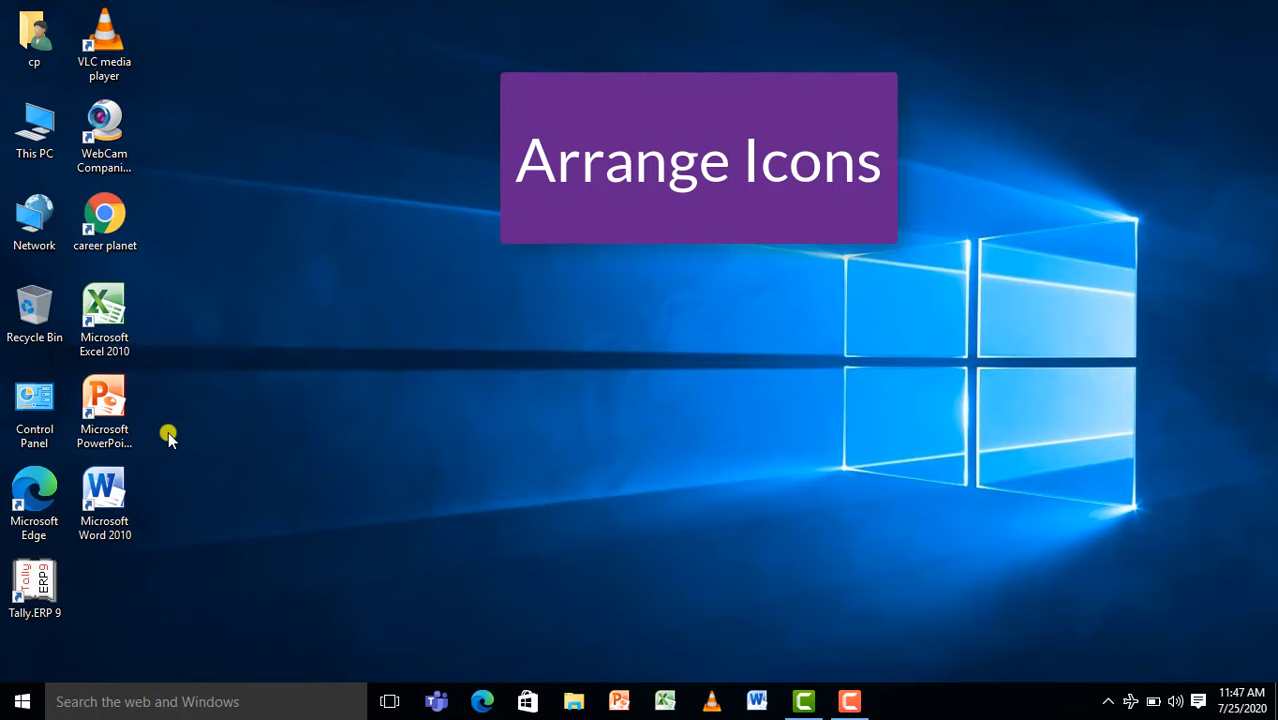 cp
VLC media
player
This PC
WebCam
Compani...
Network
career planet
Recycle Bin
Microsoft
Excel 2010
Control
Panel
Microsoft
PowerPoi...
Microsoft
Edge
Microsoft
Word 2010
Tally
ERP9
Tally.ERP 9
Arrange Icons
Search the web and Windows
11:47 AM
7/25/2020